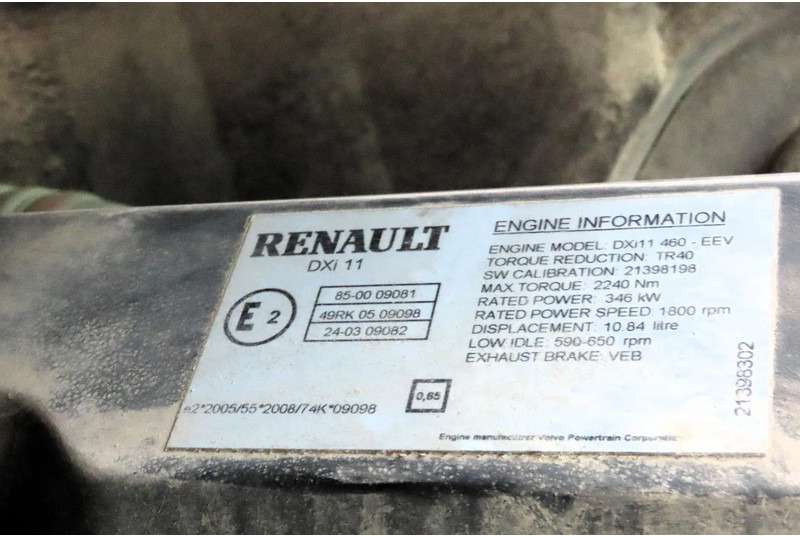 RENAULT
DXi 11
E 2
85-00 09081
49RK 05 09098
24-03 09082
e2*2005/55*2008/74K*09098
0,65
ENGINE INFORMATION
ENGINE MODEL: DXi11 460 - EEV
TORQUE REDUCTION: TR40
SW CALIBRATION: 21398198
MAX TORQUE: 2240 Nm
RATED POWER: 346 kW
RATED POWER SPEED: 1800 rpm
DISPLACEMENT: 10.84 litre
LOW IDLE: 590-650 rpm
EXHAUST BRAKE: VEB
21398302
Engine manufacturer Volvo Powertrain Corporation